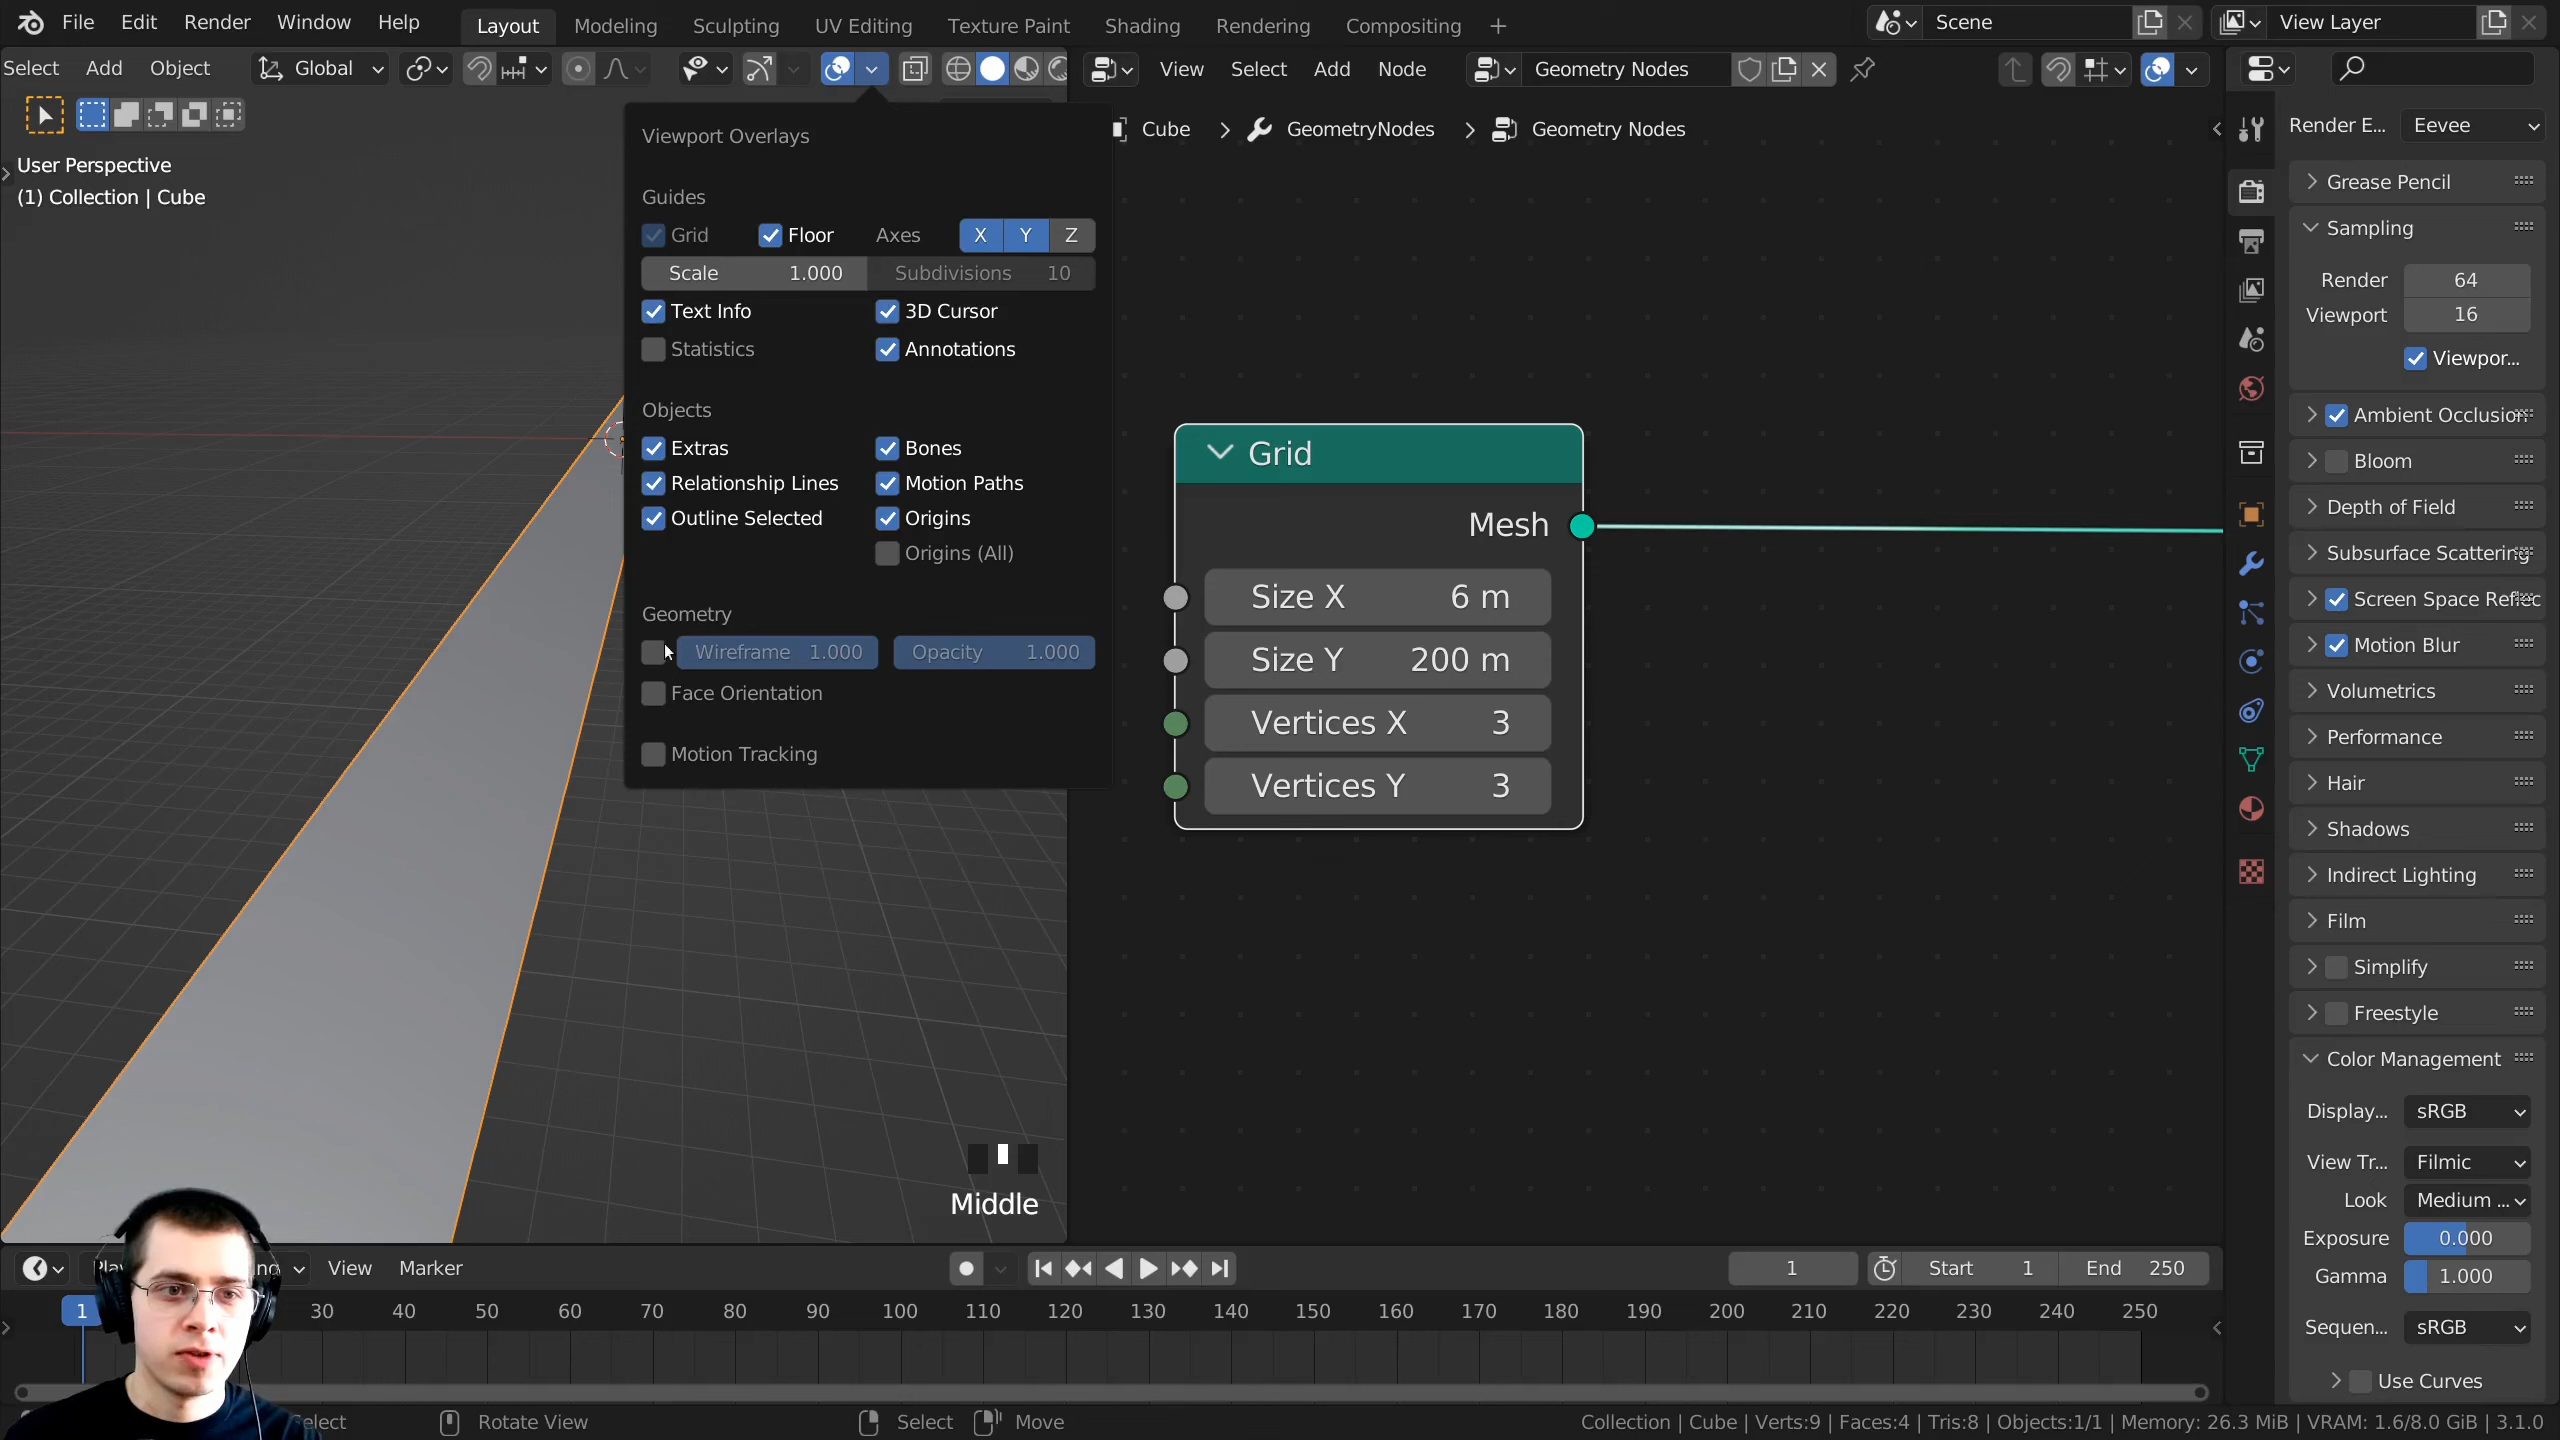 File Edit Render Window Help Layout Modeling Sculpting UV Editing Texture Paint Shading Rendering Compositing + Scene View Layer
Select Add Object Global View Select Add Node Geometry Nodes
Cube > GeometryNodes > Geometry Nodes
User Perspective
(1) Collection | Cube
Viewport Overlays
Guides
Grid Floor Axes X Y Z
Scale 1.000 Subdivisions 10
Text Info 3D Cursor
Statistics Annotations
Objects
Extras Bones
Relationship Lines Motion Paths
Outline Selected Origins
Origins (All)
Geometry
Wireframe 1.000 Opacity 1.000
Face Orientation
Motion Tracking
Grid
Mesh
Size X 6 m
Size Y 200 m
Vertices X 3
Vertices Y 3
Render E... Eevee
Grease Pencil
Sampling
Render 64
Viewport 16
Viewpor...
Ambient Occlusion
Bloom
Depth of Field
Subsurface Scattering
Screen Space Reflec
Motion Blur
Volumetrics
Performance
Hair
Shadows
Indirect Lighting
Film
Simplify
Freestyle
Color Management
Display... sRGB
View Tr... Filmic
Look Medium ...
Exposure 0.000
Gamma 1.000
Sequen... sRGB
Use Curves
Middle
View Marker 1 Start 1 End 250
1 30 40 50 60 70 80 90 100 110 120 130 140 150 160 170 180 190 200 210 220 230 240 250
Rotate View Select Move Collection | Cube | Verts:9 | Faces:4 | Tris:8 | Objects:1/1 | Memory: 26.3 MiB | VRAM: 1.6/8.0 GiB | 3.1.0